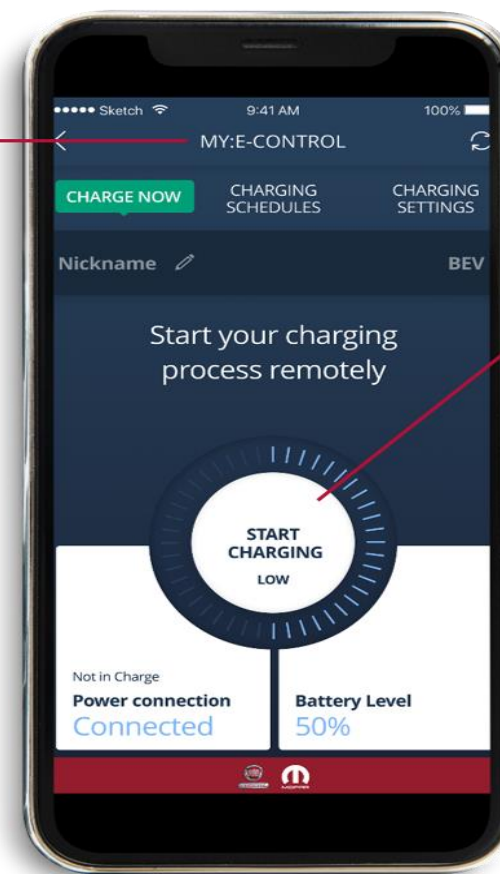 Sketch 9:41 AM 100%
MY:E-CONTROL
CHARGE NOW
CHARGING
SCHEDULES
CHARGING
SETTINGS
Nickname BEV
Start your charging
process remotely
START
CHARGING
LOW
Not in Charge
Power connection
Connected
Battery Level
50%
MOPAR